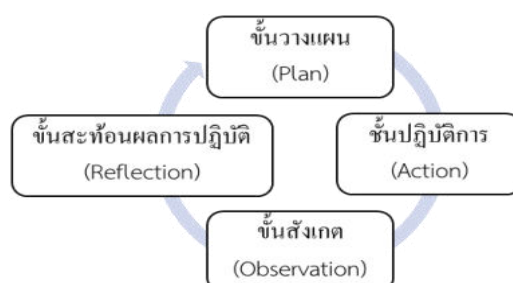 ขั้นวางแผน
(Plan)
ขั้นสะท้อนผลการปฏิบัติ
(Reflection)
ชั้นปฏิบัติการ
(Action)
ขั้นสังเกต
(Observation)